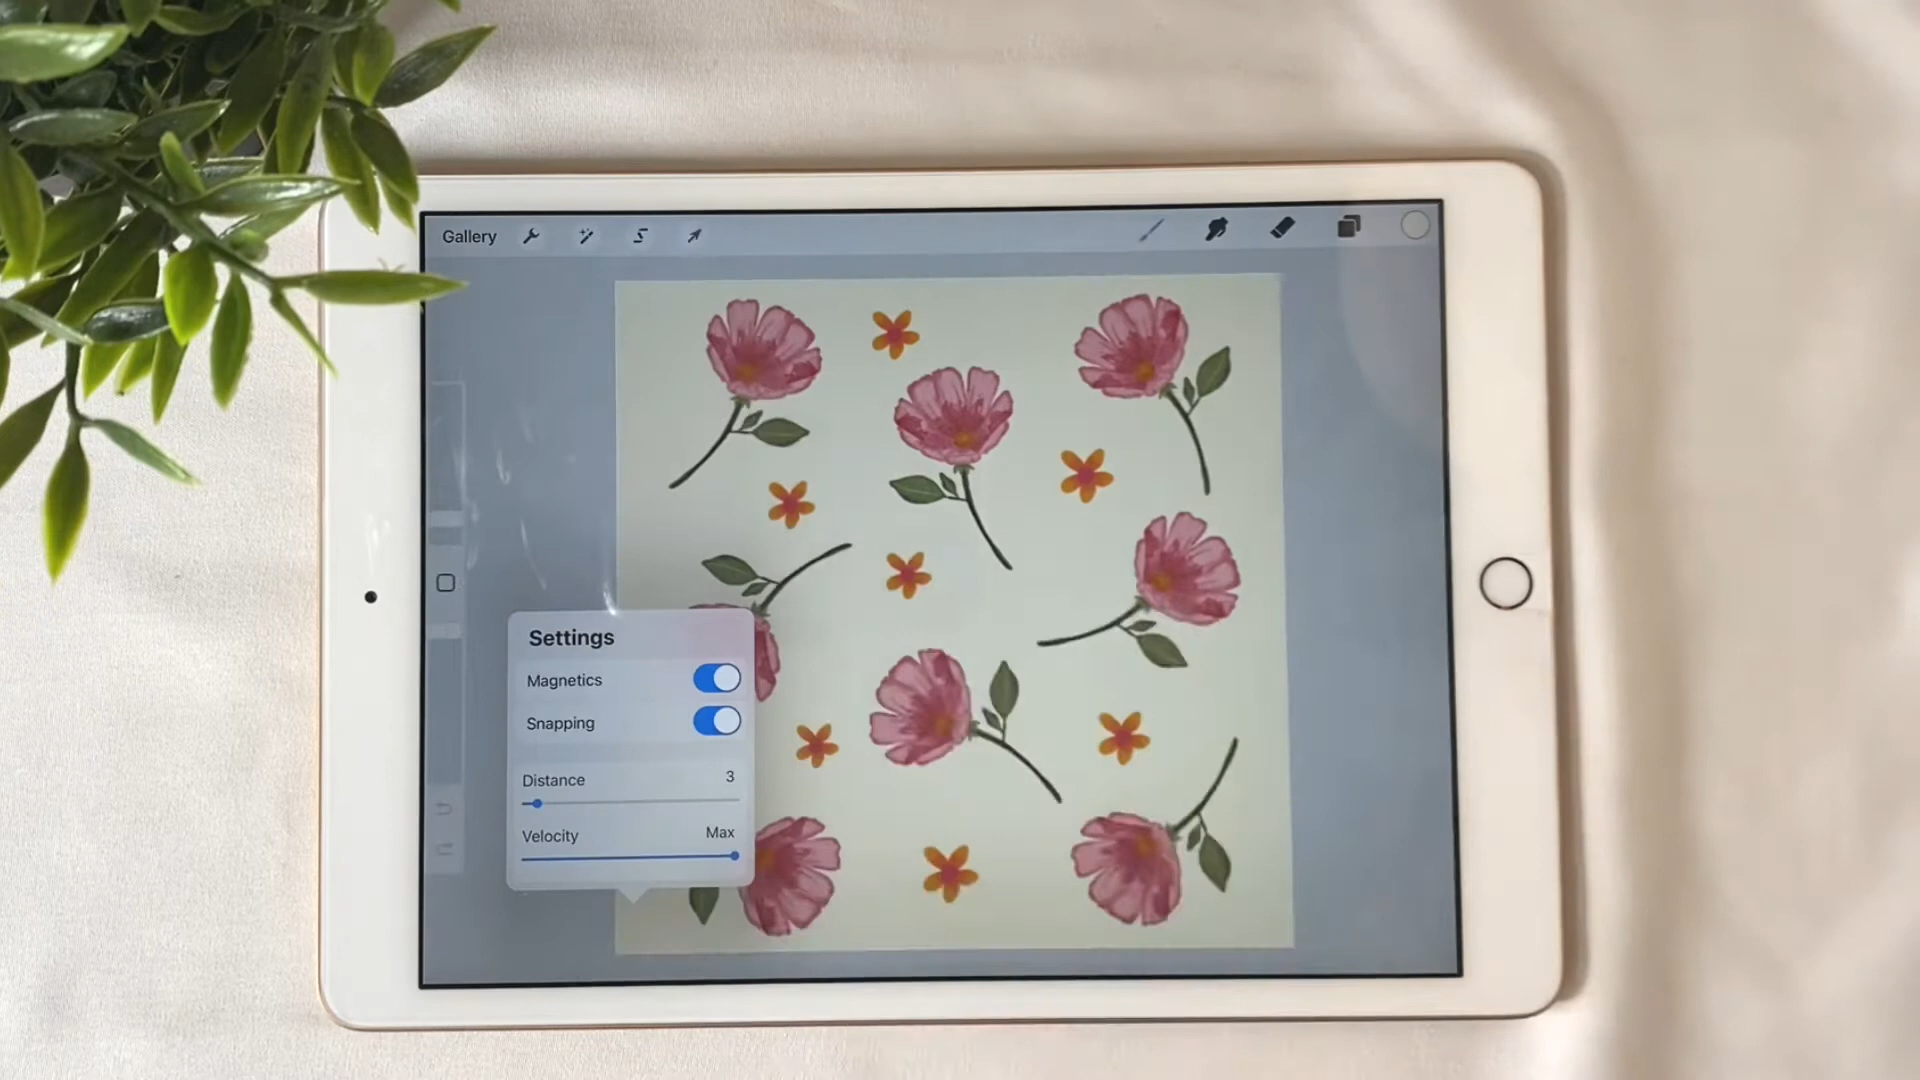 Gallery
Settings
Magnetics
Snapping
Distance 3
Velocity Max